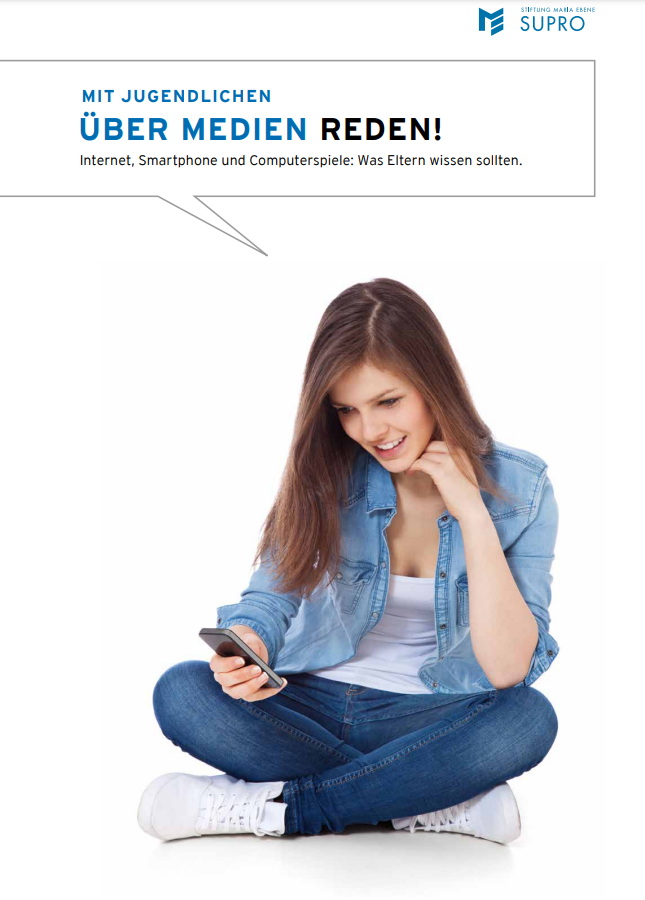 STIFTUNG MARIA EBENE
SUPRO
MIT JUGENDLICHEN
ÜBER MEDIEN REDEN!
Internet, Smartphone und Computerspiele: Was Eltern wissen sollten.